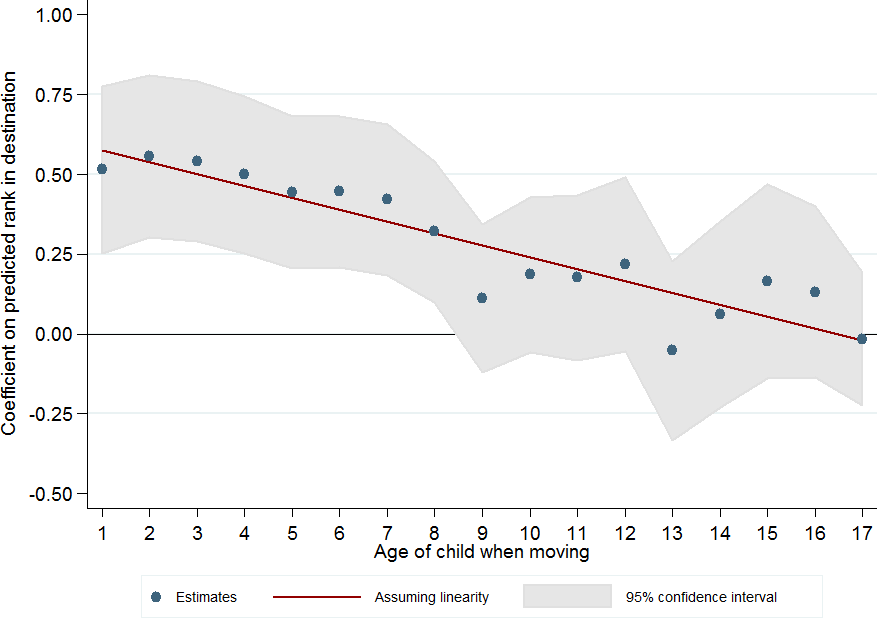 Coefficient on predicted rank in destination
1.00
0.75
0.50
0.25
0.00
-0.25
-0.50
1 2 3 4 5 6 7 8 9 10 11 12 13 14 15 16 17
Age of child when moving
Estimates Assuming linearity 95% confidence interval